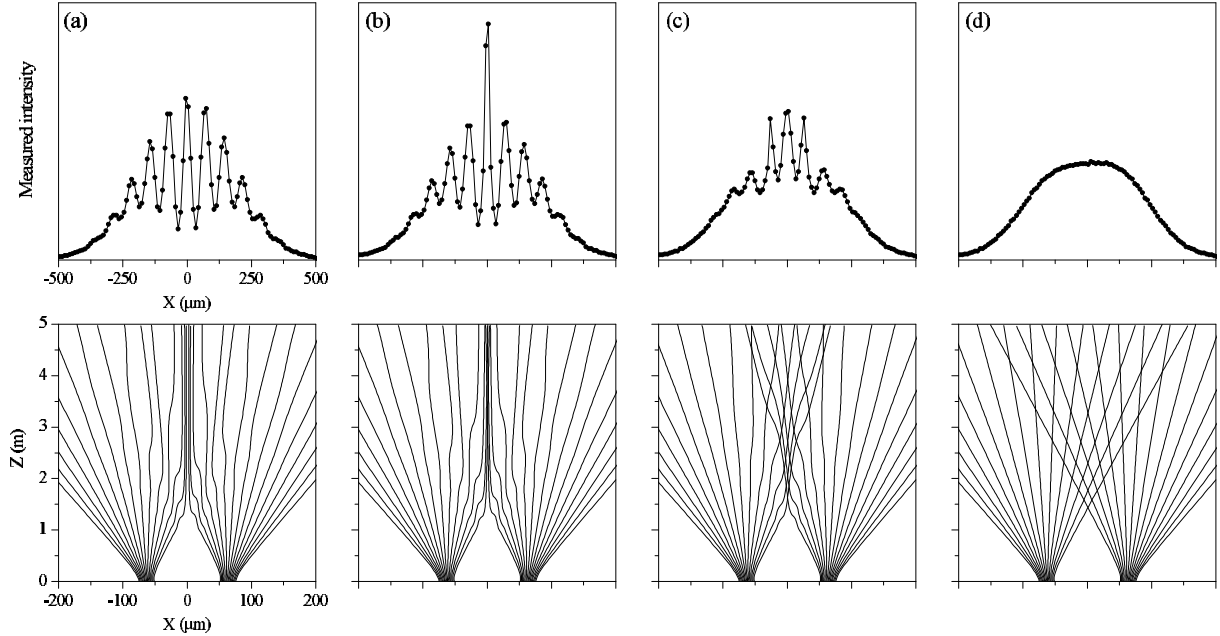 (a) (b) (c) (d)
Measured intensity
-500 -250 0 250 500
X (μm)
5
4
3
Z (m)
2
1
0
-200 -100 0 100 200
X (μm)